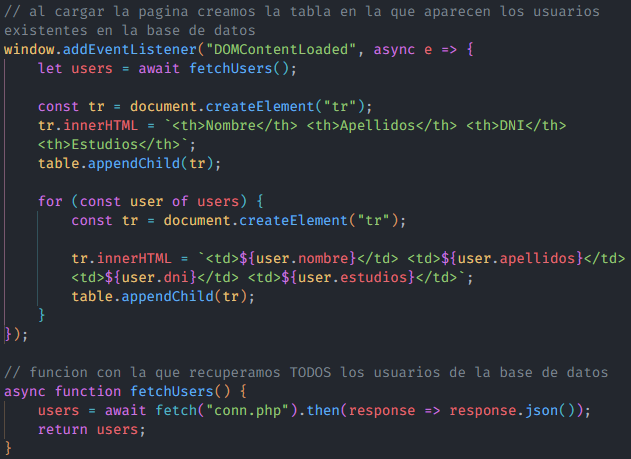 // al cargar la pagina creamos la tabla en la que aparecen los usuarios
existentes en la base de datos
window.addEventListener("DOMContentLoaded", async e => {
    let users = await fetchUsers();

    const tr = document.createElement("tr");
    tr.innerHTML = `<th>Nombre</th> <th>Apellidos</th> <th>DNI</th>
    <th>Estudios</th>`;
    table.appendChild(tr);

    for (const user of users) {
        const tr = document.createElement("tr");

        tr.innerHTML = `<td>${user.nombre}</td> <td>${user.apellidos}</td>
        <td>${user.dni}</td> <td>${user.estudios}</td>`;
        table.appendChild(tr);
    }
});

// funcion con la que recuperamos TODOS los usuarios de la base de datos
async function fetchUsers() {
    users = await fetch("conn.php").then(response => response.json());
    return users;
}